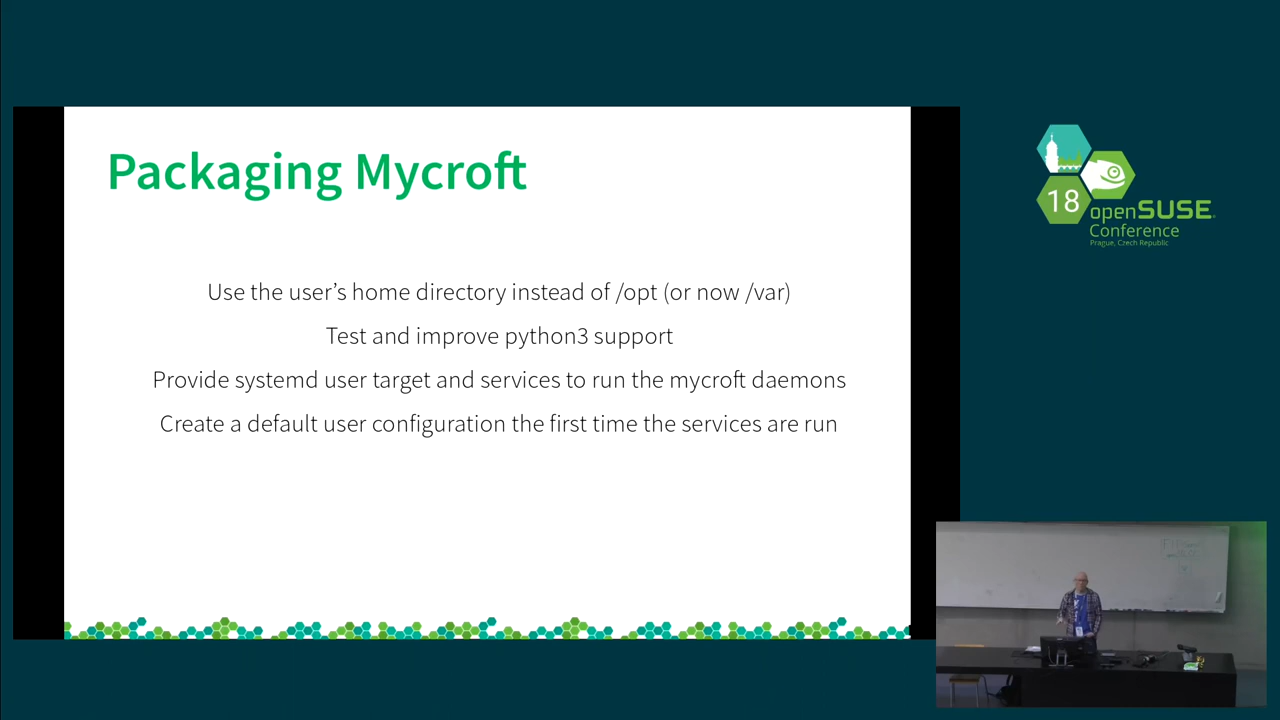 Packaging Mycroft
Use the user’s home directory instead of /opt (or now /var)
Test and improve python3 support
Provide systemd user target and services to run the mycroft daemons
Create a default user configuration the first time the services are run
18
openSUSE
Conference
Prague, Czech Republic